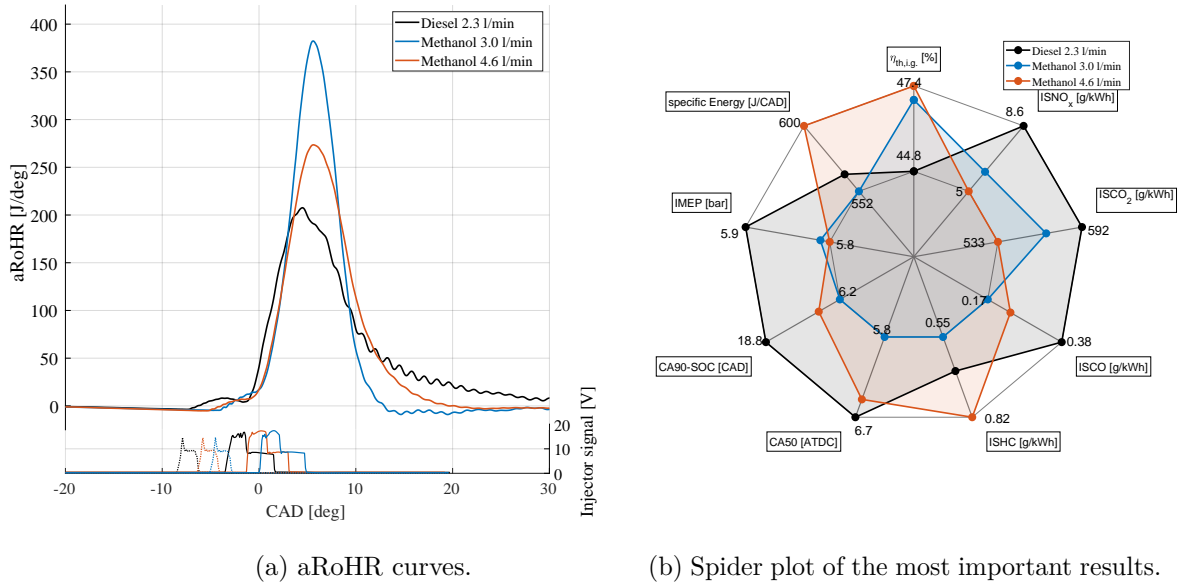 400
350
300
250
200
150
100
50
0
aRoHR [J/deg]
Diesel 2.3 l/min
Methanol 3.0 l/min
Methanol 4.6 l/min
20
10
0
Injector signal [V]
-20
-10
0
10
20
30
CAD [deg]
(a) aRoHR curves.
Diesel 2.3 l/min
Methanol 3.0 l/min
Methanol 4.6 l/min
η_th,i.g. [%]
47.4
44.8
ISNO_x [g/kWh]
8.6
5
ISCO_2 [g/kWh]
592
533
ISCO [g/kWh]
0.38
0.17
ISHC [g/kWh]
0.82
0.55
CA50 [ATDC]
6.7
5.8
CA90-SOC [CAD]
18.8
6.2
IMEP [bar]
5.9
5.8
specific Energy [J/CAD]
600
552
(b) Spider plot of the most important results.